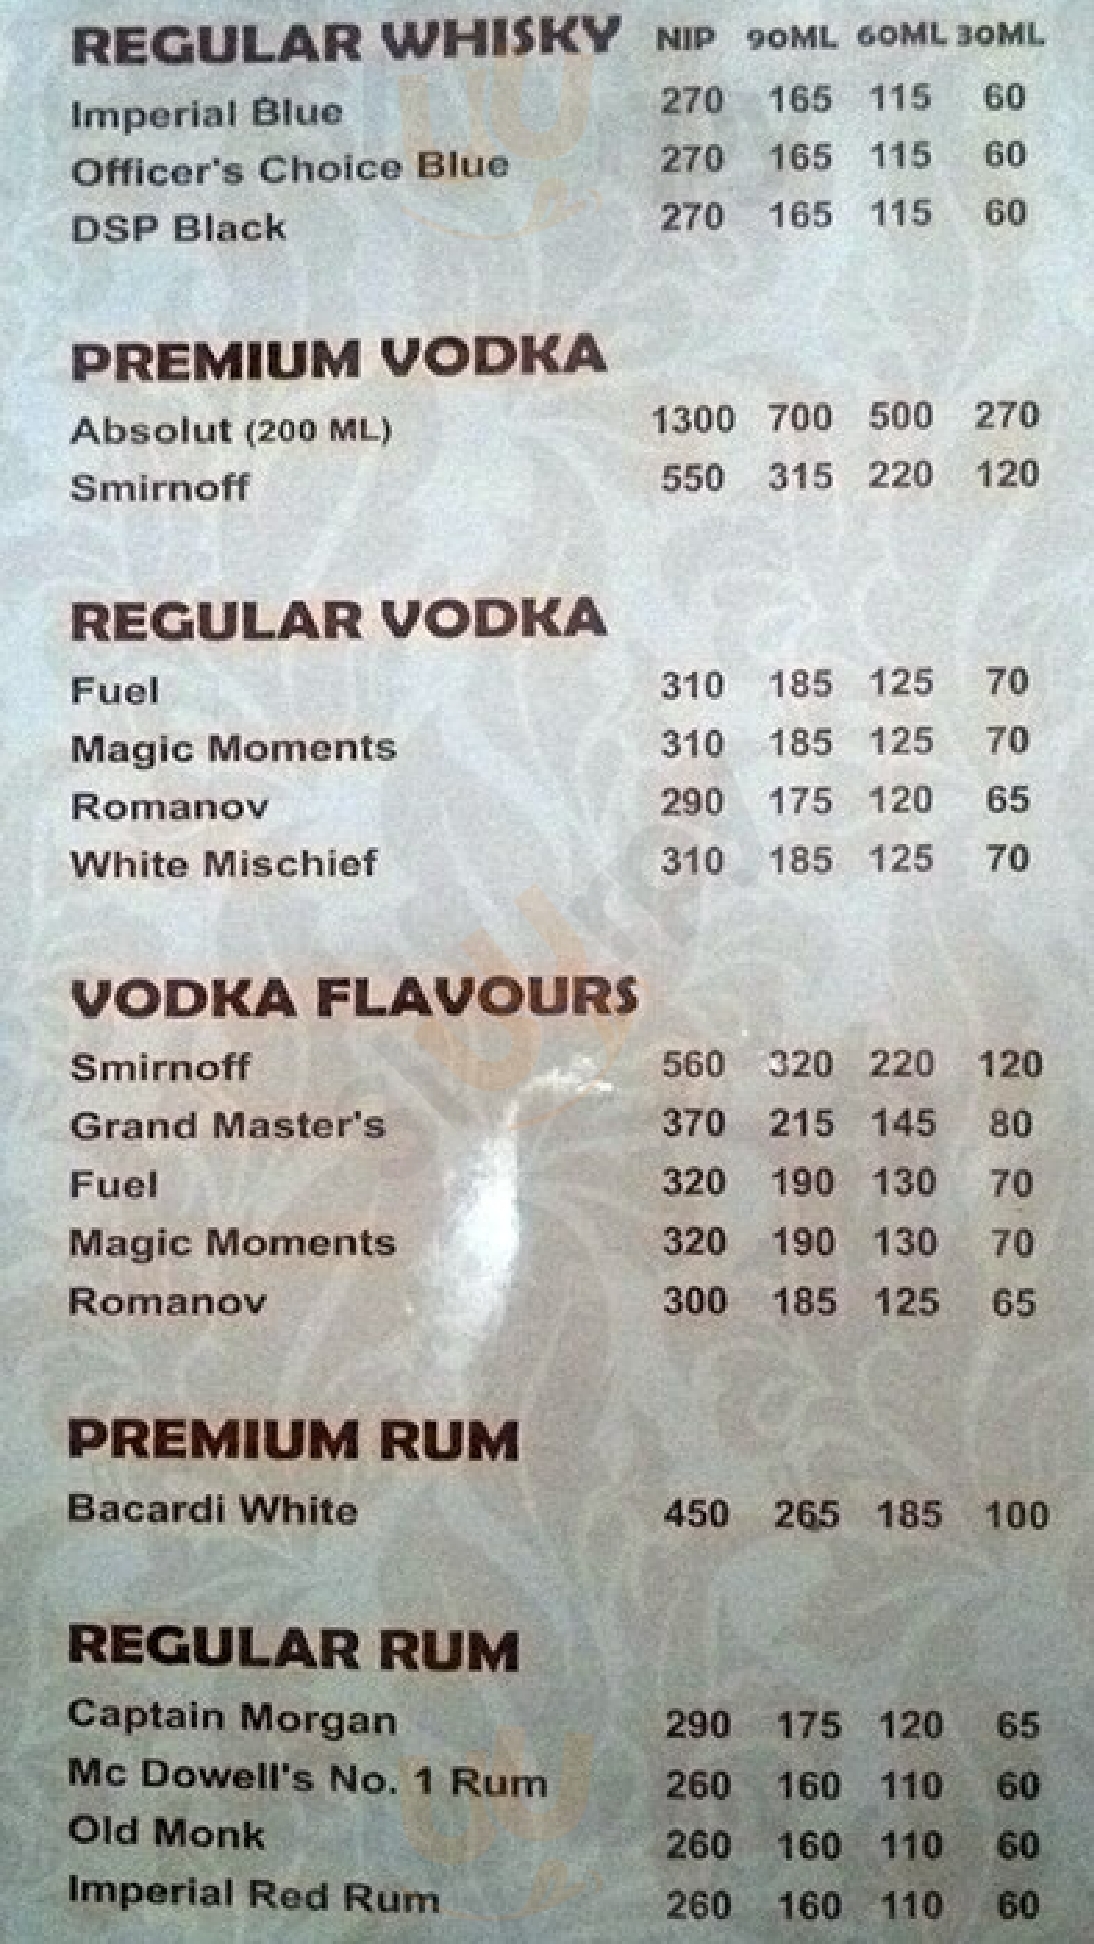 REGULAR WHISKY NIP 90ML 60ML 30ML
Imperial Blue 270 165 115 60
Officer's Choice Blue 270 165 115 60
DSP Black 270 165 115 60
PREMIUM VODKA
Absolut (200 ML) 1300 700 500 270
Smirnoff 550 315 220 120
REGULAR VODKA
Fuel 310 185 125 70
Magic Moments 310 185 125 70
Romanov 290 175 120 65
White Mischief 310 185 125 70
VODKA FLAVOURS
Smirnoff 560 320 220 120
Grand Master's 370 215 145 80
Fuel 320 190 130 70
Magic Moments 320 190 130 70
Romanov 300 185 125 65
PREMIUM RUM
Bacardi White 450 265 185 100
REGULAR RUM
Captain Morgan 290 175 120 65
Mc Dowell's No. 1 Rum 260 160 110 60
Old Monk 260 160 110 60
Imperial Red Rum 260 160 110 60